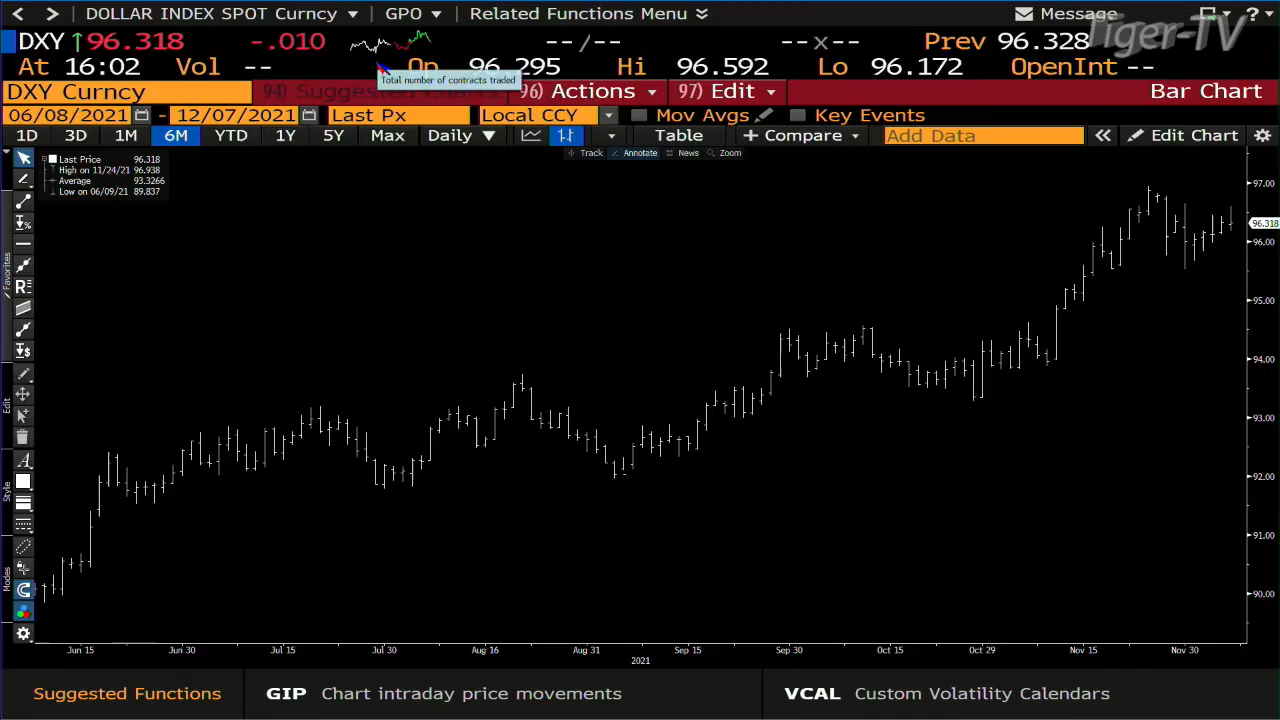 < > DOLLAR INDEX SPOT Curncy GPO Related Functions Menu Message ?
Tiger-TV
DXY ↑96.318 -.010 --/-- --x-- Prev 96.328
At 16:02 Vol -- Op 96.295 Hi 96.592 Lo 96.172 OpenInt --
Total number of contracts traded
DXY Curncy 94) Suggested Charts 96) Actions 97) Edit Bar Chart
06/08/2021 - 12/07/2021 Last Px Local CCY Mov Avgs Key Events
1D 3D 1M 6M YTD 1Y 5Y Max Daily Table + Compare Add Data « Edit Chart
Track Annotate News Zoom
Last Price 96.318
High on 11/24/21 96.938
Average 93.3266
Low on 06/09/21 89.837
97.00
96.318
96.00
95.00
94.00
93.00
92.00
91.00
90.00
Favorites
Edit
Style
Modes
Jun 15 Jun 30 Jul 15 Jul 30 Aug 16 Aug 31 Sep 15 Sep 30 Oct 15 Oct 29 Nov 15 Nov 30
2021
Suggested Functions GIP Chart intraday price movements VCAL Custom Volatility Calendars